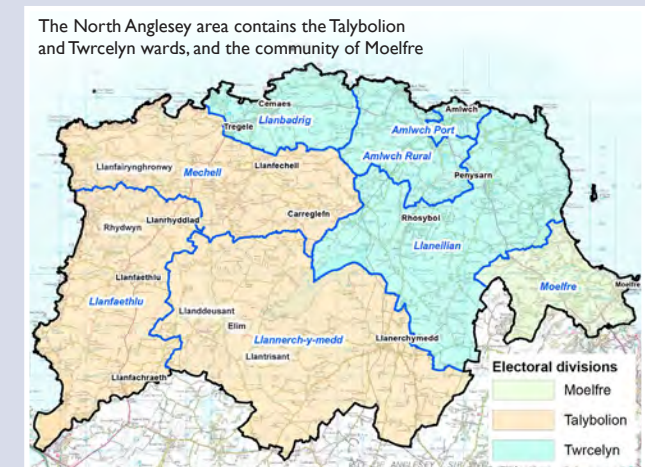 The North Anglesey area contains the Talybolion
and Twrcelyn wards, and the community of Moelfre
Cemaes
Llanbadrig
Tregele
Amlwch
Amlwch Port
Amlwch Rural
Llanfairynghronwy
Mechell
Llanfechell
Penysarn
Carreglefn
Llanrhyddlad
Rhydwyn
Rhosybol
Llaneilian
Llanfaethlu
Llanfaethlu
Moelfre
Moelfre
Llanddeusant
Elim
Llannerch-y-medd
Llanerchymedd
Llantrisant
Llanfachraeth
Electoral divisions
Moelfre
Talybolion
Twrcelyn